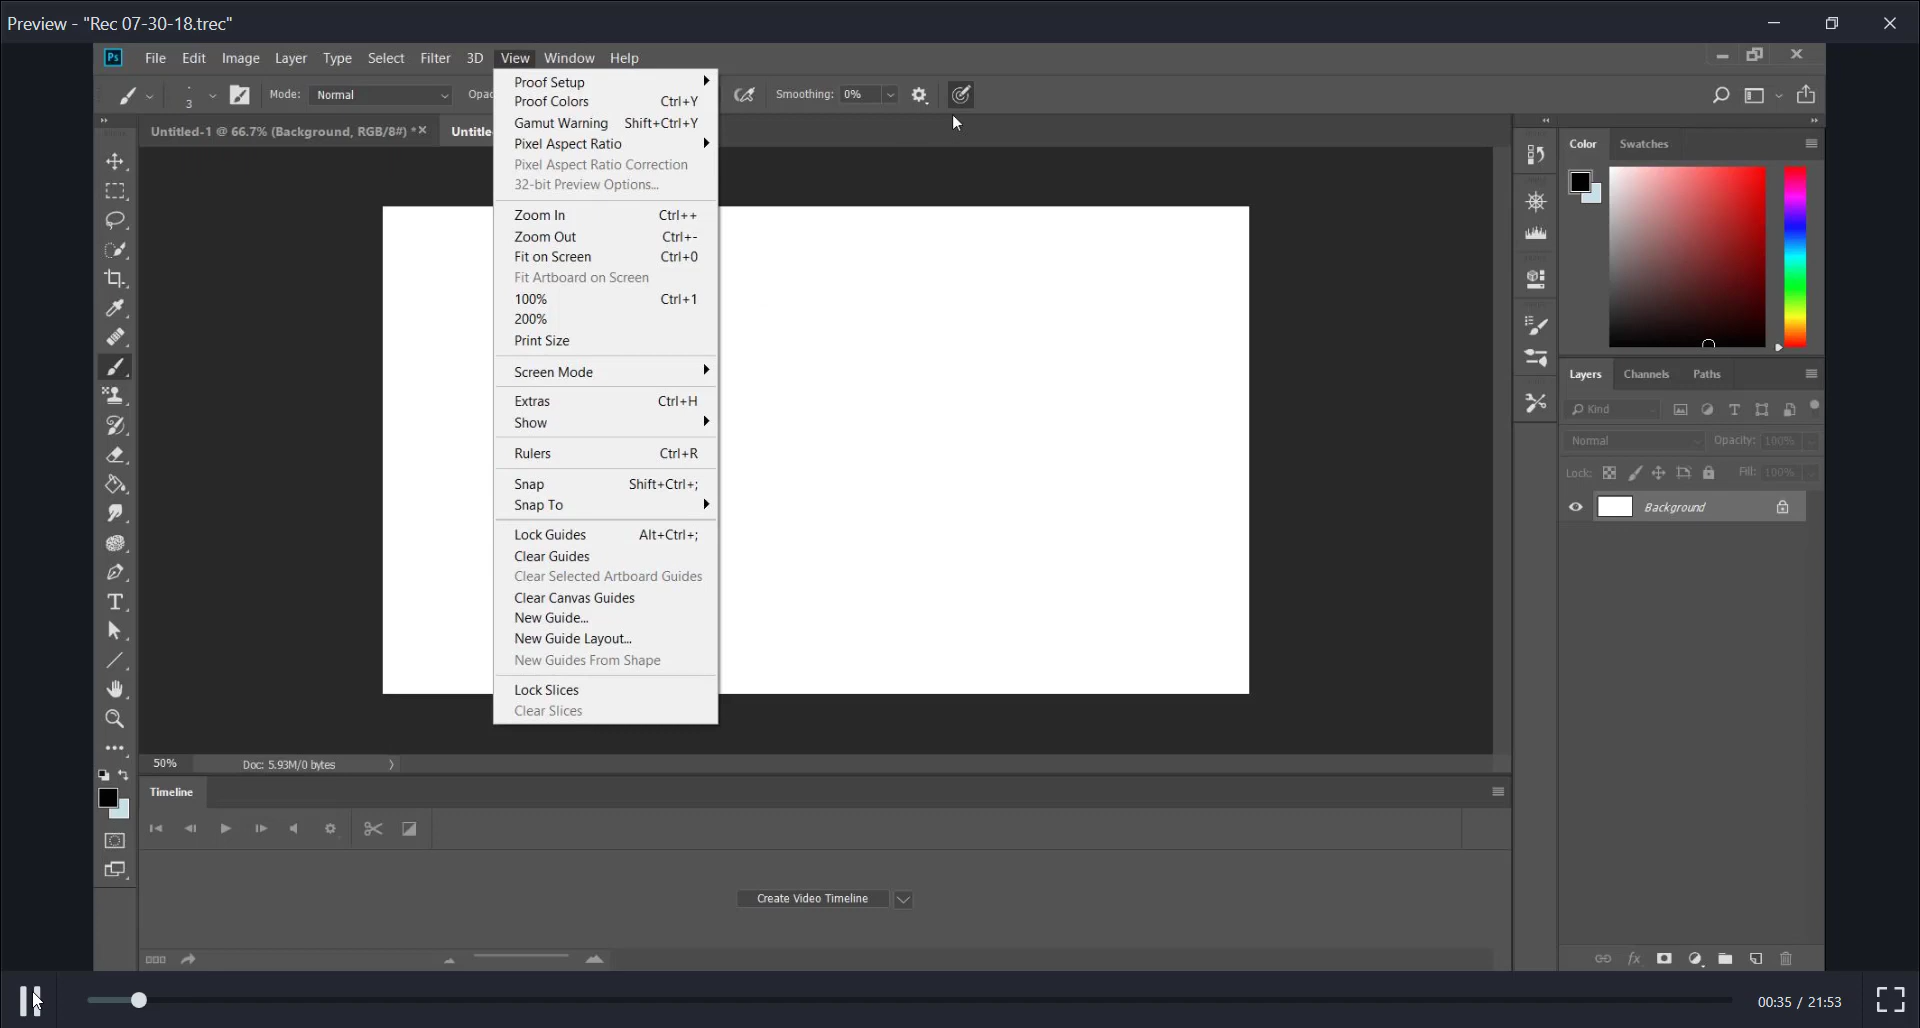 Preview - "Rec 07-30-18.trec"
Ps File Edit Image Layer Type Select Filter 3D View Window Help
3 Mode: Normal Opac Smoothing: 0%
Untitled-1 @ 66.7% (Background, RGB/8#) * × Untitle
Proof Setup
Proof Colors Ctrl+Y
Gamut Warning Shift+Ctrl+Y
Pixel Aspect Ratio
Pixel Aspect Ratio Correction
32-bit Preview Options...
Zoom In Ctrl++
Zoom Out Ctrl+-
Fit on Screen Ctrl+0
Fit Artboard on Screen
100% Ctrl+1
200%
Print Size
Screen Mode
Extras Ctrl+H
Show
Rulers Ctrl+R
Snap Shift+Ctrl+;
Snap To
Lock Guides Alt+Ctrl+;
Clear Guides
Clear Selected Artboard Guides
Clear Canvas Guides
New Guide...
New Guide Layout...
New Guides From Shape
Lock Slices
Clear Slices
Color Swatches
Layers Channels Paths
Kind
Normal Opacity: 100%
Lock: Fill: 100%
Background
50% Doc: 5.93M/0 bytes
Timeline
Create Video Timeline
fx
00:35 / 21:53